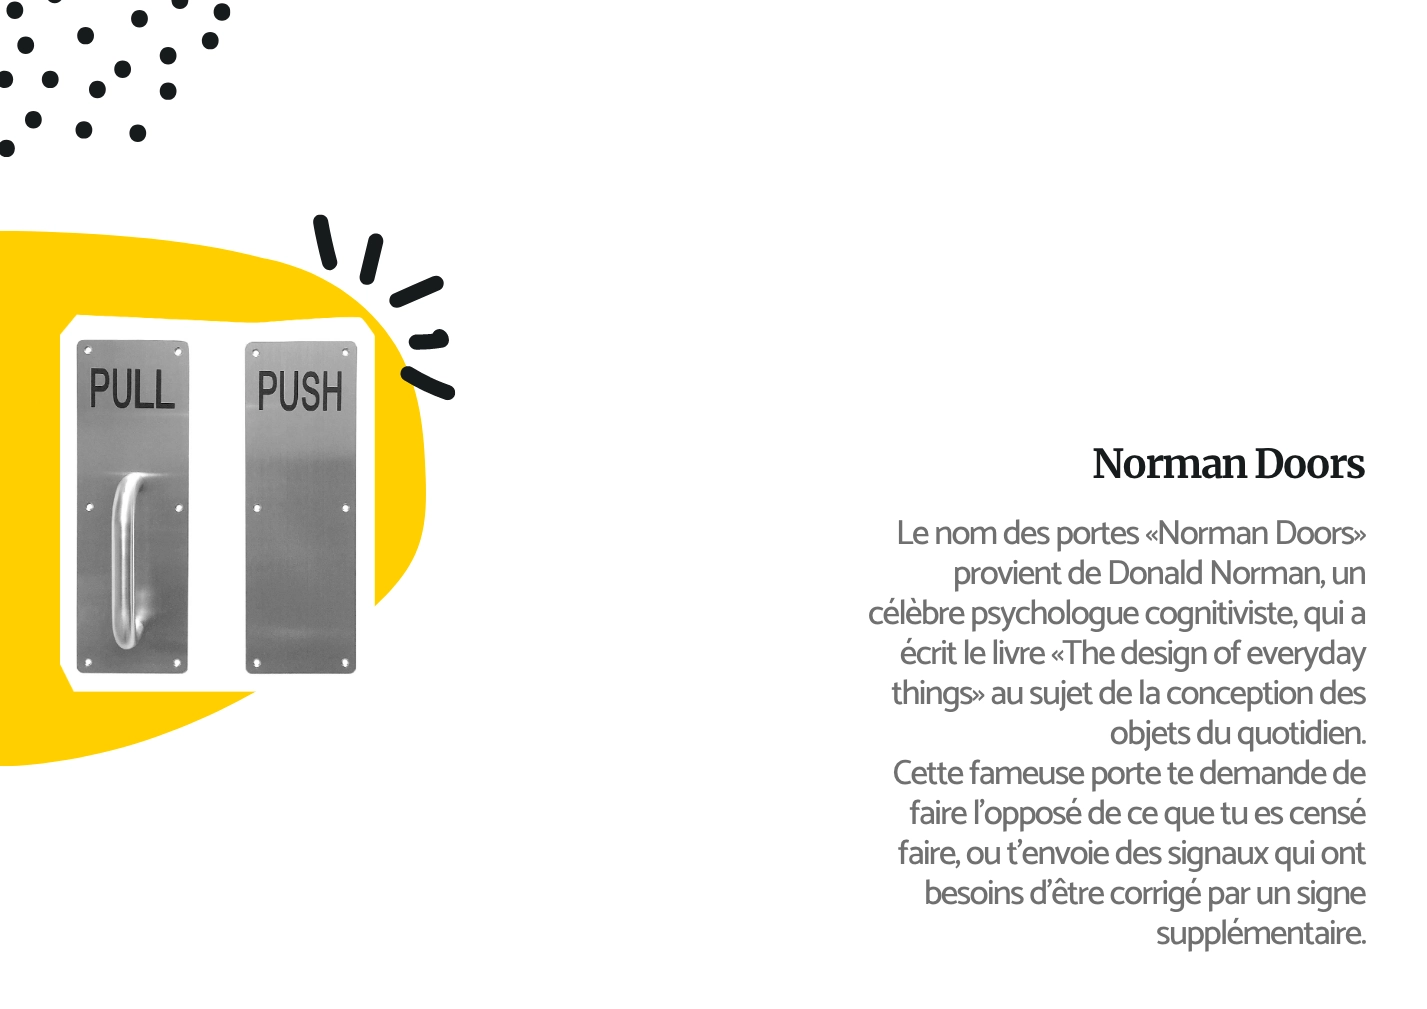 PULL
PUSH
Norman Doors
Le nom des portes «Norman Doors»
provient de Donald Norman, un
célèbre psychologue cognitiviste, qui a
écrit le livre «The design of everyday
things» au sujet de la conception des
objets du quotidien.
Cette fameuse porte te demande de
faire l’opposé de ce que tu es censé
faire, ou t’envoie des signaux qui ont
besoins d’être corrigé par un signe
supplémentaire.